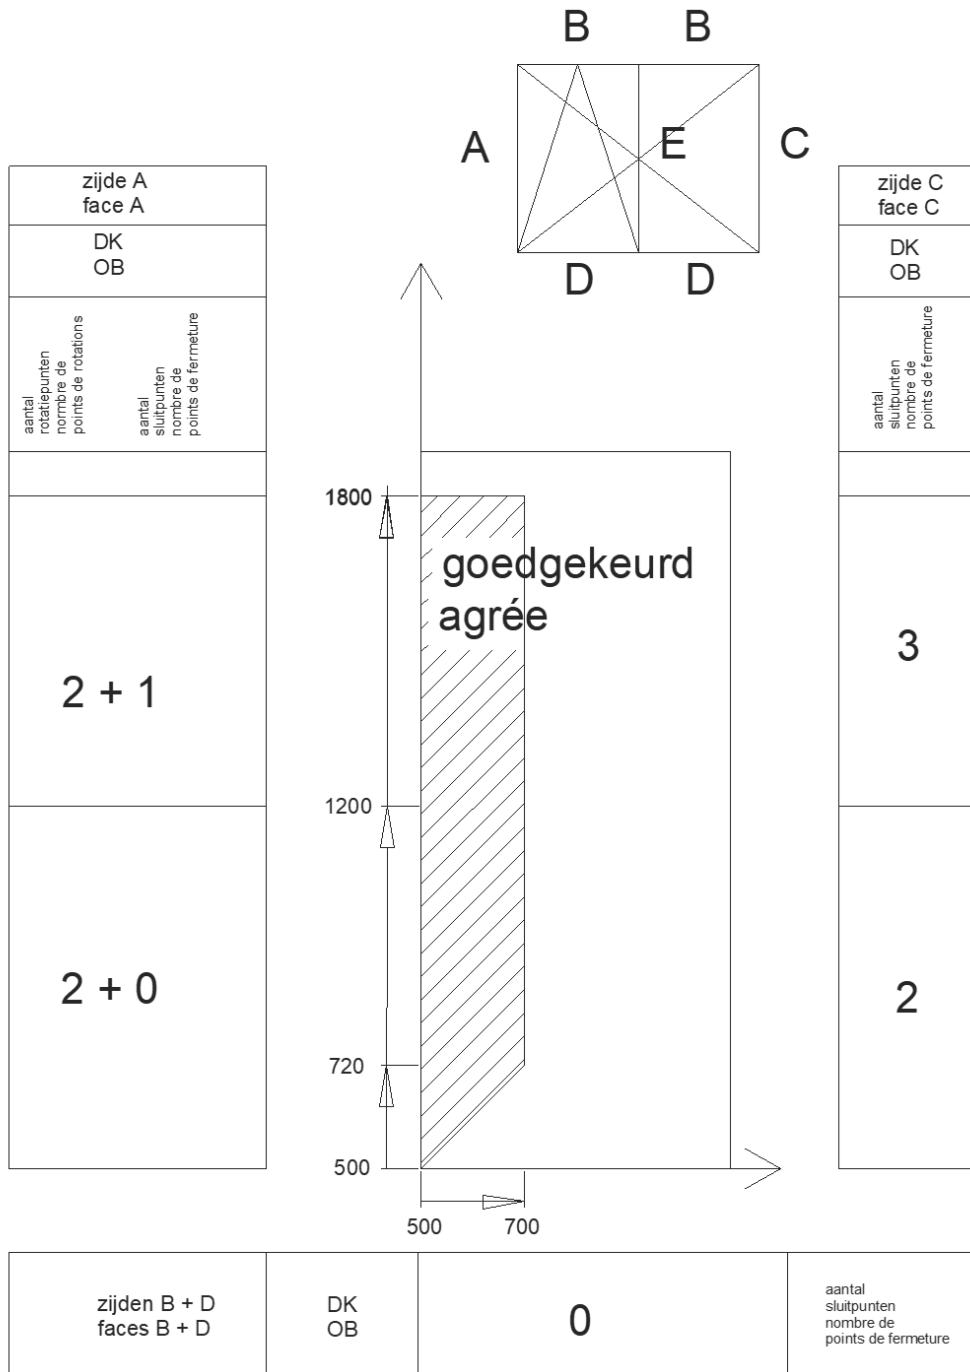 B B
A E C
D D
zijde A
face A
DK
OB
aantal
rotatiepunten
normbre de
points de rotations
aantal
sluitpunten
nombre de
points de fermeture
2 + 1
2 + 0
1800
1200
720
500
500 700
goedgekeurd
agrée
zijde C
face C
DK
OB
aantal
sluitpunten
nombre de
points de fermeture
3
2
zijden B + D
faces B + D
DK
OB
0
aantal
sluitpunten
nombre de
points de fermeture